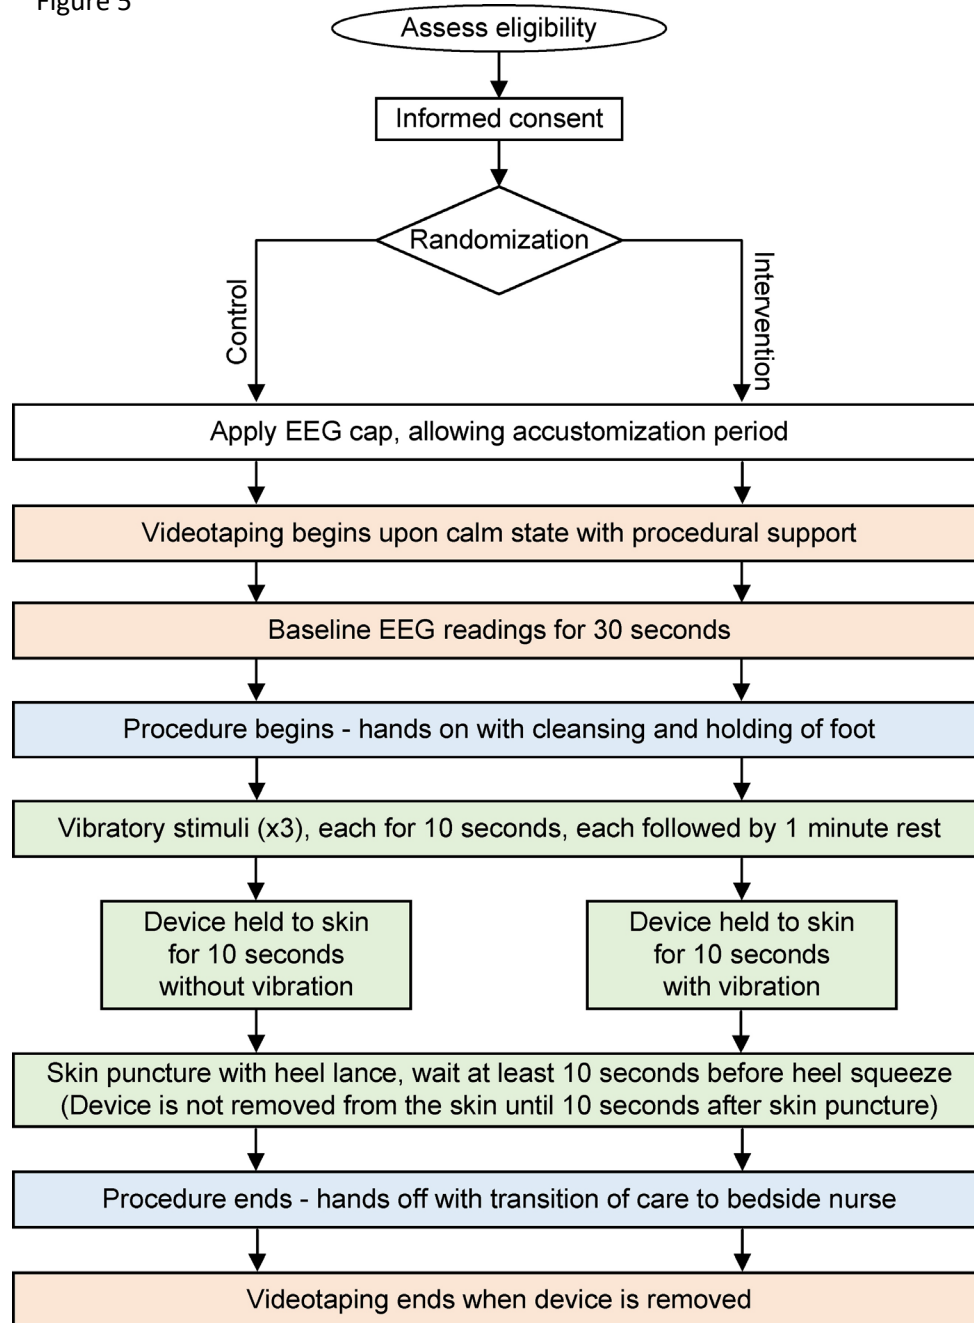 Figure 5
Assess eligibility
Informed consent
Randomization
Control
Intervention
Apply EEG cap, allowing accustomization period
Videotaping begins upon calm state with procedural support
Baseline EEG readings for 30 seconds
Procedure begins - hands on with cleansing and holding of foot
Vibratory stimuli (x3), each for 10 seconds, each followed by 1 minute rest
Device held to skin
for 10 seconds
without vibration
Device held to skin
for 10 seconds
with vibration
Skin puncture with heel lance, wait at least 10 seconds before heel squeeze
(Device is not removed from the skin until 10 seconds after skin puncture)
Procedure ends - hands off with transition of care to bedside nurse
Videotaping ends when device is removed